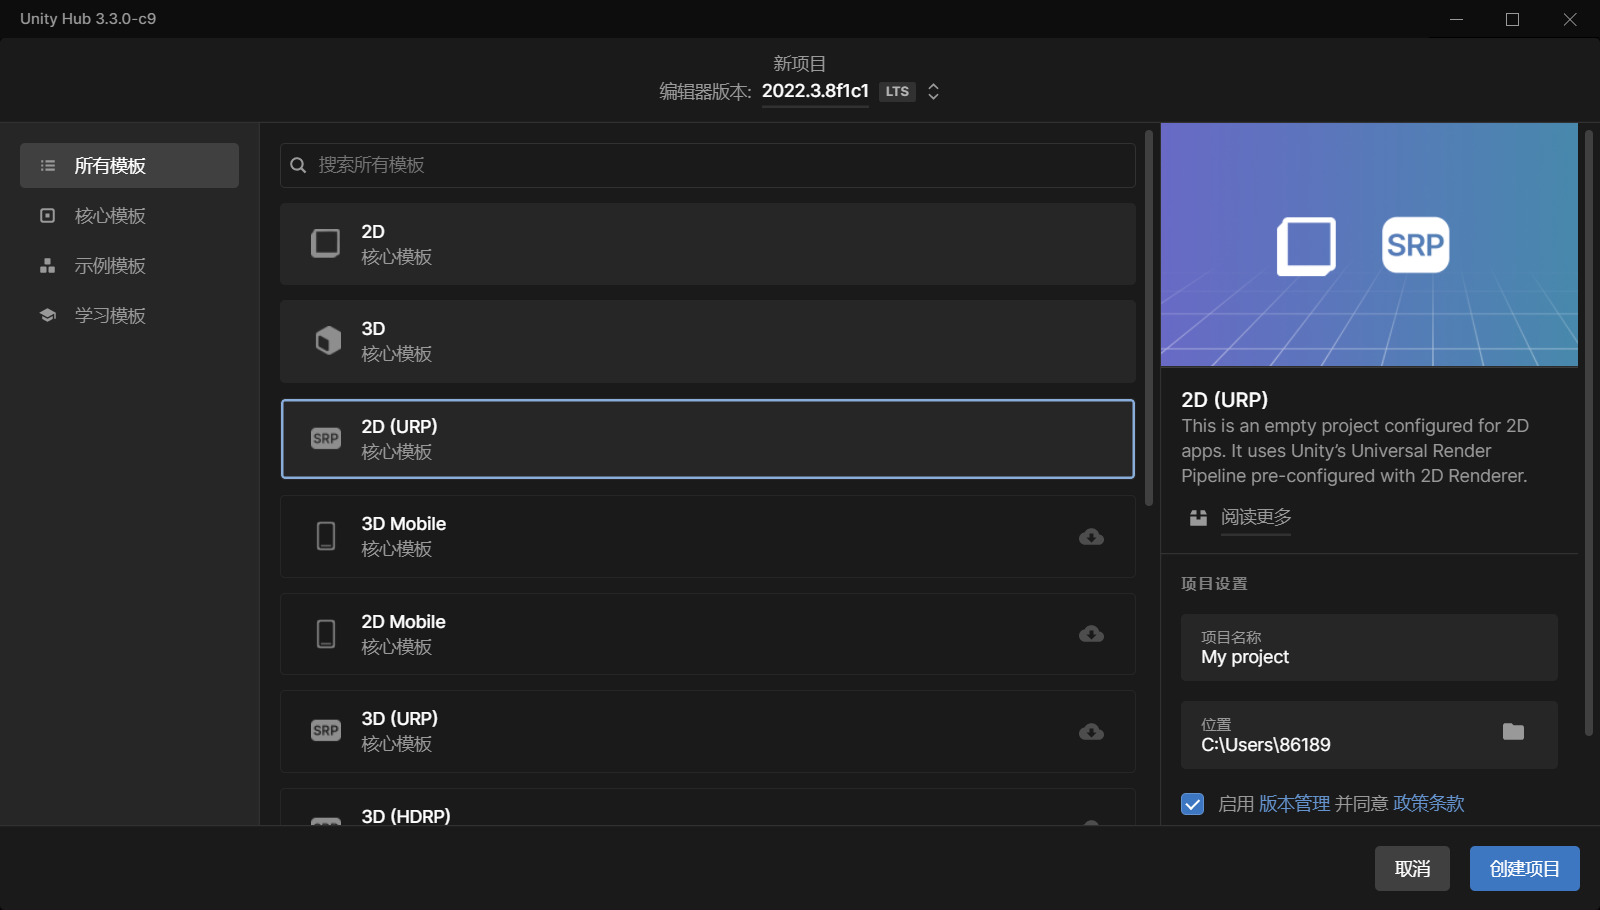 Unity Hub 3.3.0-c9
新项目
编辑器版本: 2022.3.8f1c1 LTS
所有模板
核心模板
示例模板
学习模板
搜索所有模板
2D
核心模板
3D
核心模板
SRP
2D (URP)
核心模板
3D Mobile
核心模板
2D Mobile
核心模板
SRP
3D (URP)
核心模板
3D (HDRP)
SRP
2D (URP)
This is an empty project configured for 2D
apps. It uses Unity’s Universal Render
Pipeline pre-configured with 2D Renderer.
阅读更多
项目设置
项目名称
My project
位置
C:\Users\86189
启用 版本管理 并同意 政策条款
取消
创建项目